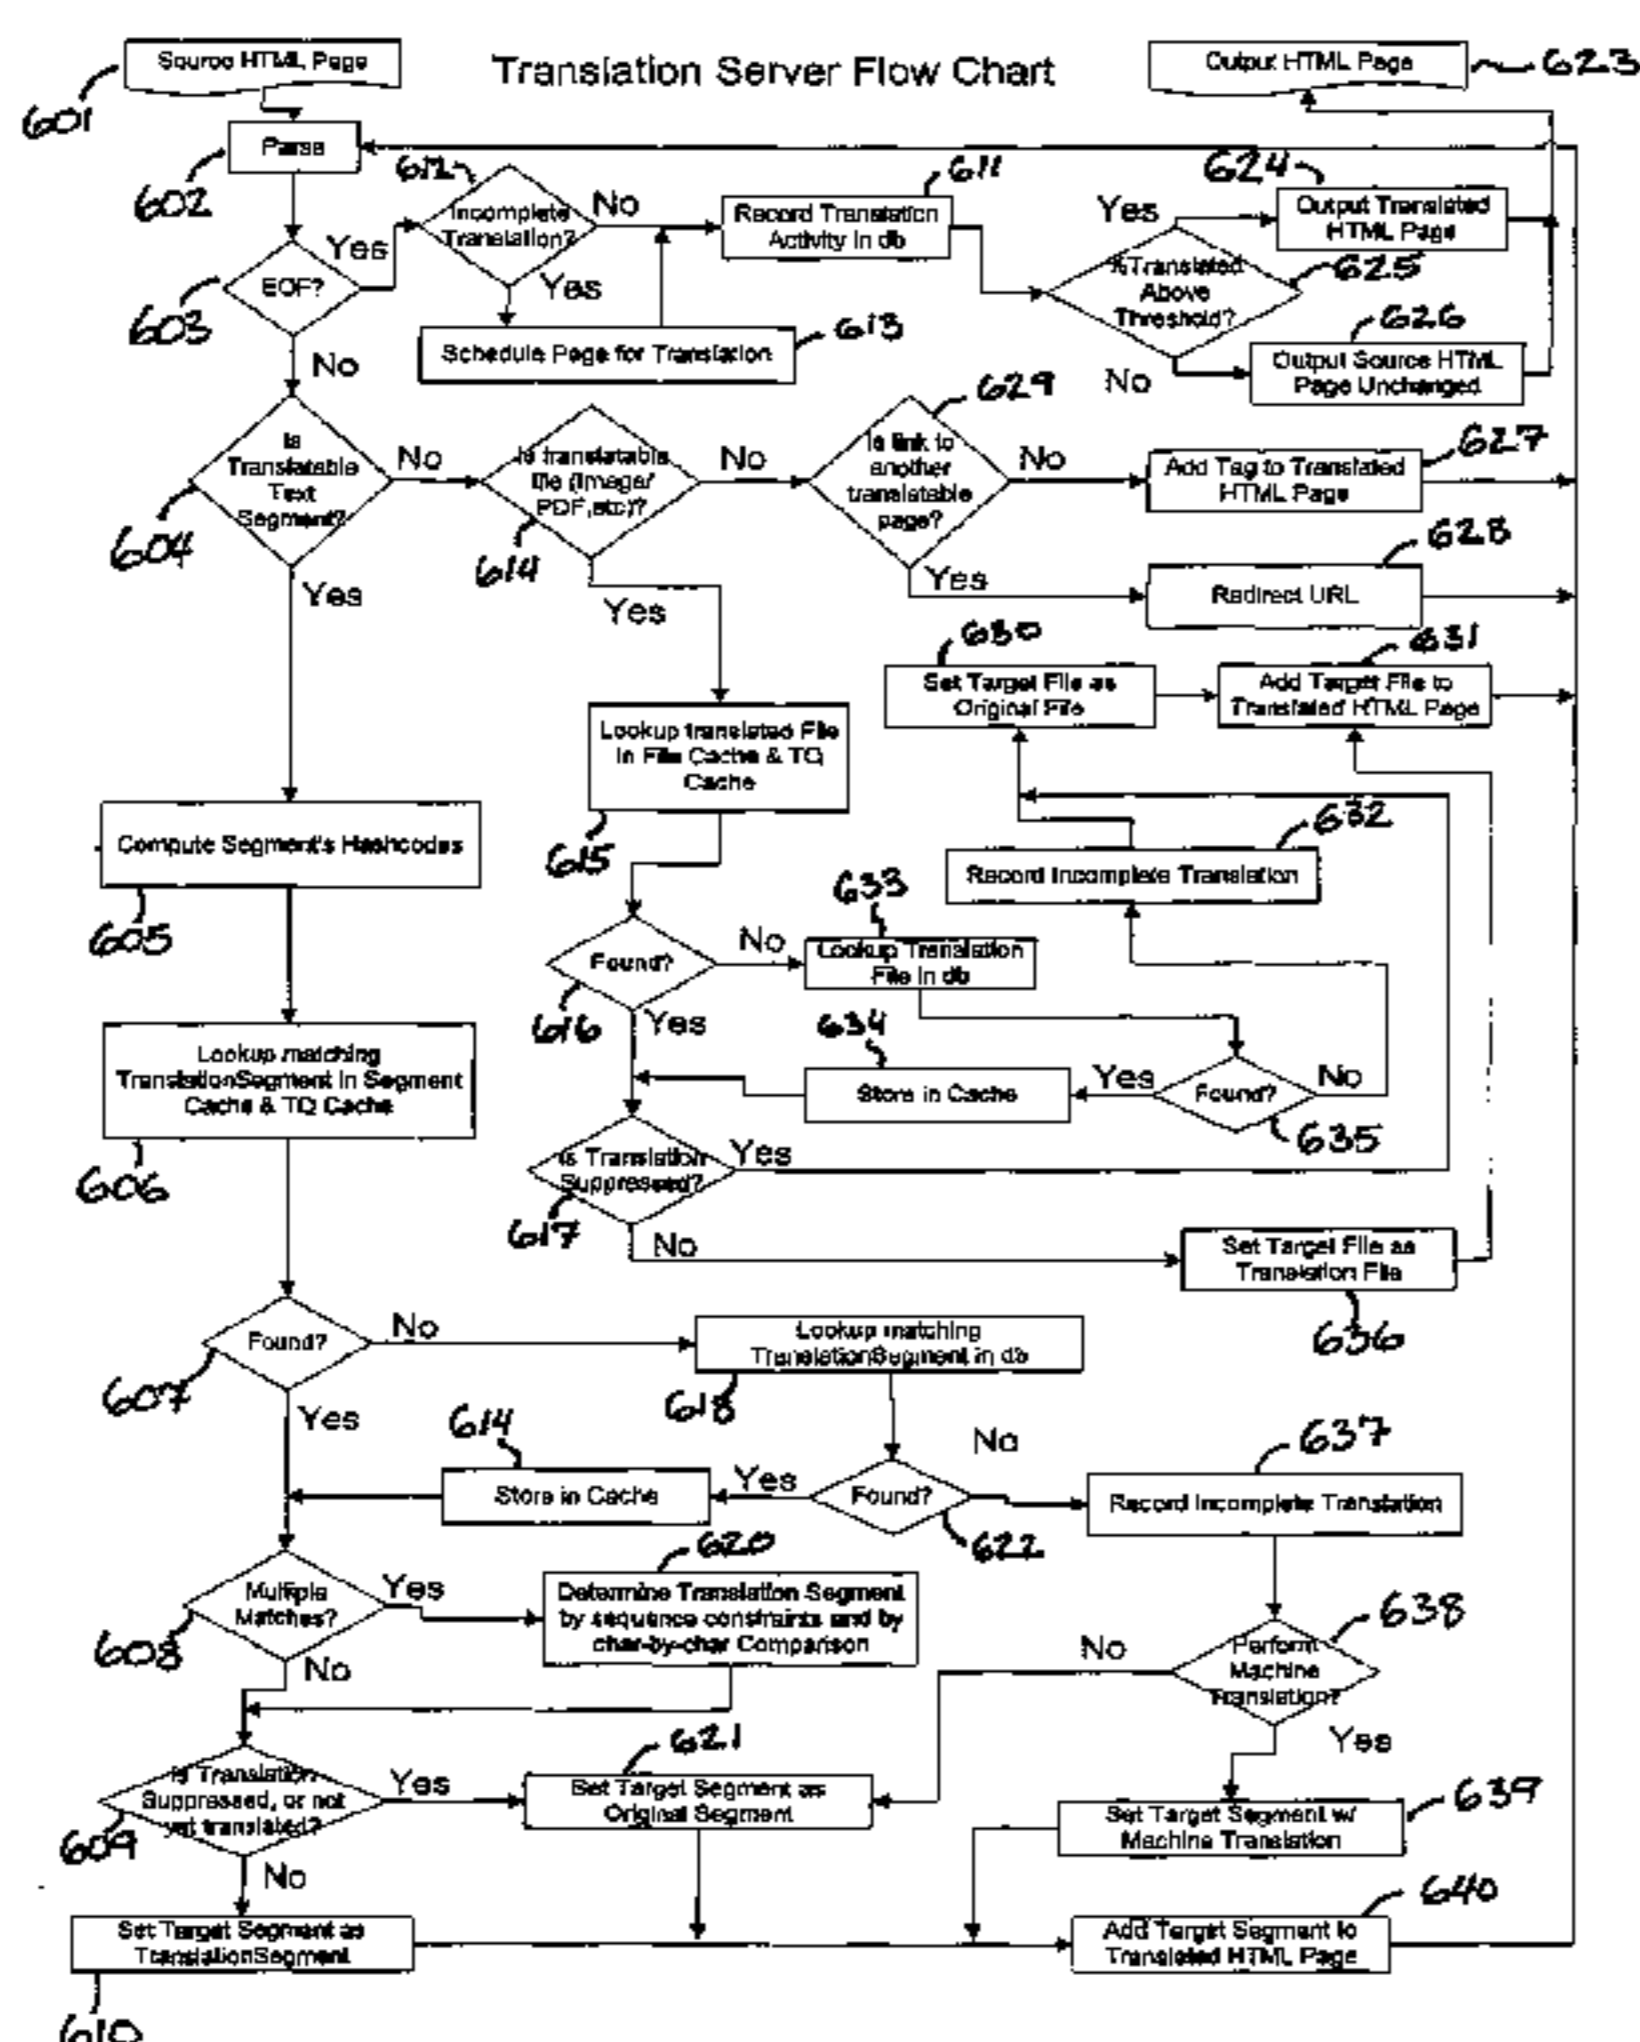 Source HTML Page
Translation Server Flow Chart
Output HTML Page
623
601
Parse
602
612
611
624
Incomplete
Translation?
No
Record Translation
Activity in db
Yes
Output Translated
HTML Page
Yes
EOF?
603
Yes
% Translated
Above
Threshold?
625
613
Schedule Page for Translation
626
No
Output Source HTML
Page Unchanged
No
629
Is
Translatable
Text
Segment?
No
Is translatable
file (Image/
PDF,etc)?
No
Is link to
another
translatable
page?
No
Add Tag to Translated
HTML Page
627
604
614
628
Yes
Yes
Yes
Redirect URL
630
631
Set Target File as
Original File
Add Target File to
Translated HTML Page
Lookup translated File
in File Cache & TQ
Cache
615
632
Compute Segment's Hashcodes
Record Incomplete Translation
605
633
Found?
No
Lookup Translation
File in db
616
Yes
634
Lookup matching
TranslationSegment in Segment
Cache & TQ Cache
Store in Cache
Yes
Found?
No
635
606
Is Translation
Suppressed?
Yes
617
No
Set Target File as
Translation File
636
Found?
No
Lookup matching
TranslationSegment in db
607
618
Yes
614
No
637
Store in Cache
Yes
Found?
Record Incomplete Translation
622
620
Multiple
Matches?
Yes
Determine Translation Segment
by sequence constraints and by
char-by-char Comparison
638
608
No
No
Perform
Machine
Translation?
621
Yes
Is Translation
Suppressed, or not
yet translated?
Yes
Set Target Segment as
Original Segment
639
Set Target Segment w/
Machine Translation
609
No
640
Set Target Segment as
TranslationSegment
Add Target Segment to
Translated HTML Page
610